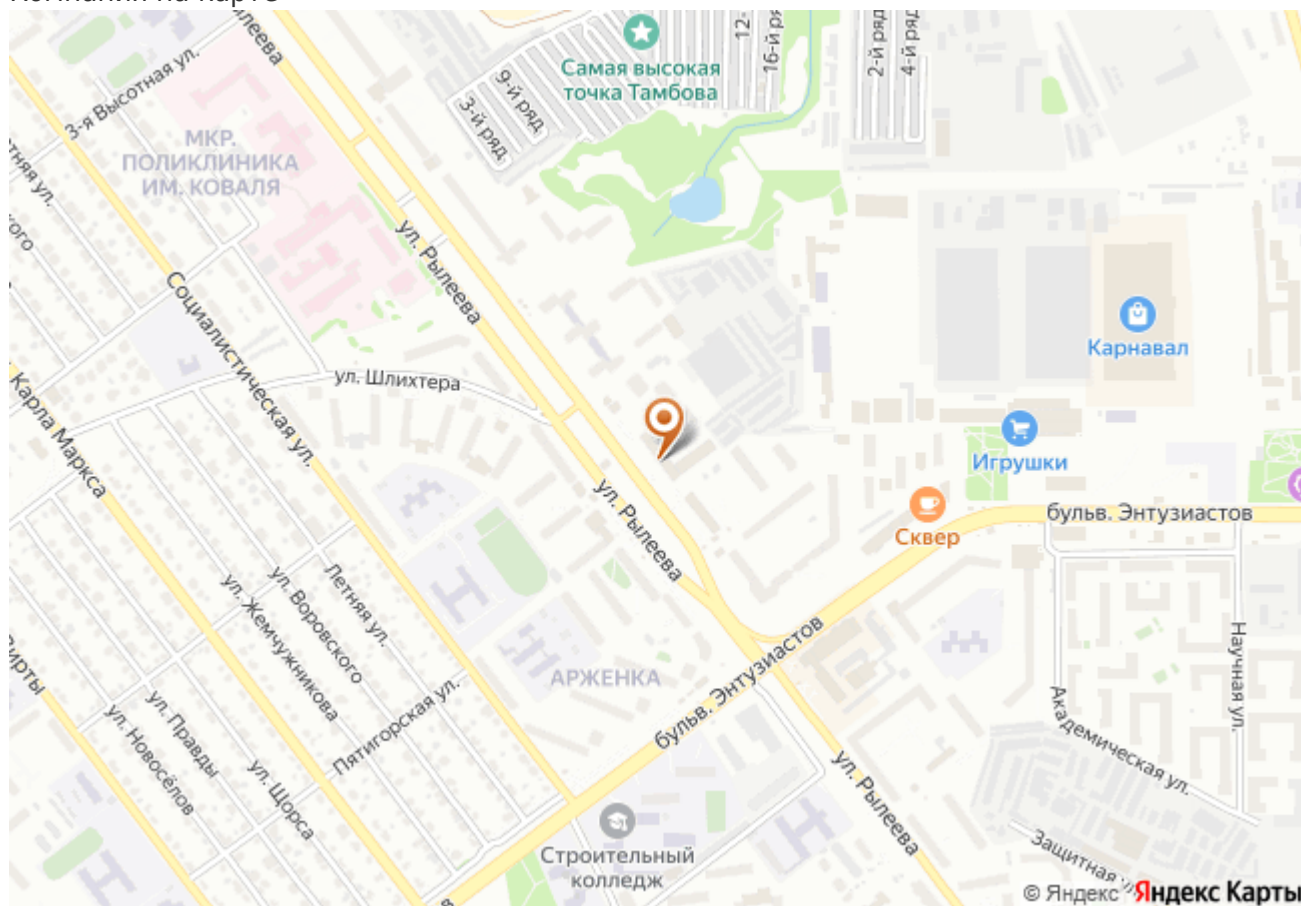 Рылеева
3-я Высотная ул.
12-
16-й ряд
2-й ряд
4-й ряд
9-й ряд
3-й ряд
Самая высокая
точка Тамбова
МКР.
ПОЛИКЛИНИКА
ИМ. КОВАЛЯ
ул. Рылеева
Социалистическая ул.
ул. Шлихтера
Карла Маркса
Карнавал
Игрушки
Сквер
бульв. Энтузиастов
ул. Рылеева
Летняя ул.
ул. Воровского
ул. Жемчужникова
АРЖЕНКА
Пятигорская ул.
ул. Правды
ул. Новосёлов
ул. Щорса
бульв. Энтузиастов
Научная ул.
Академическая ул.
ул. Рылеева
Защитная ул.
Строительный
колледж
© Яндекс Яндекс Карты